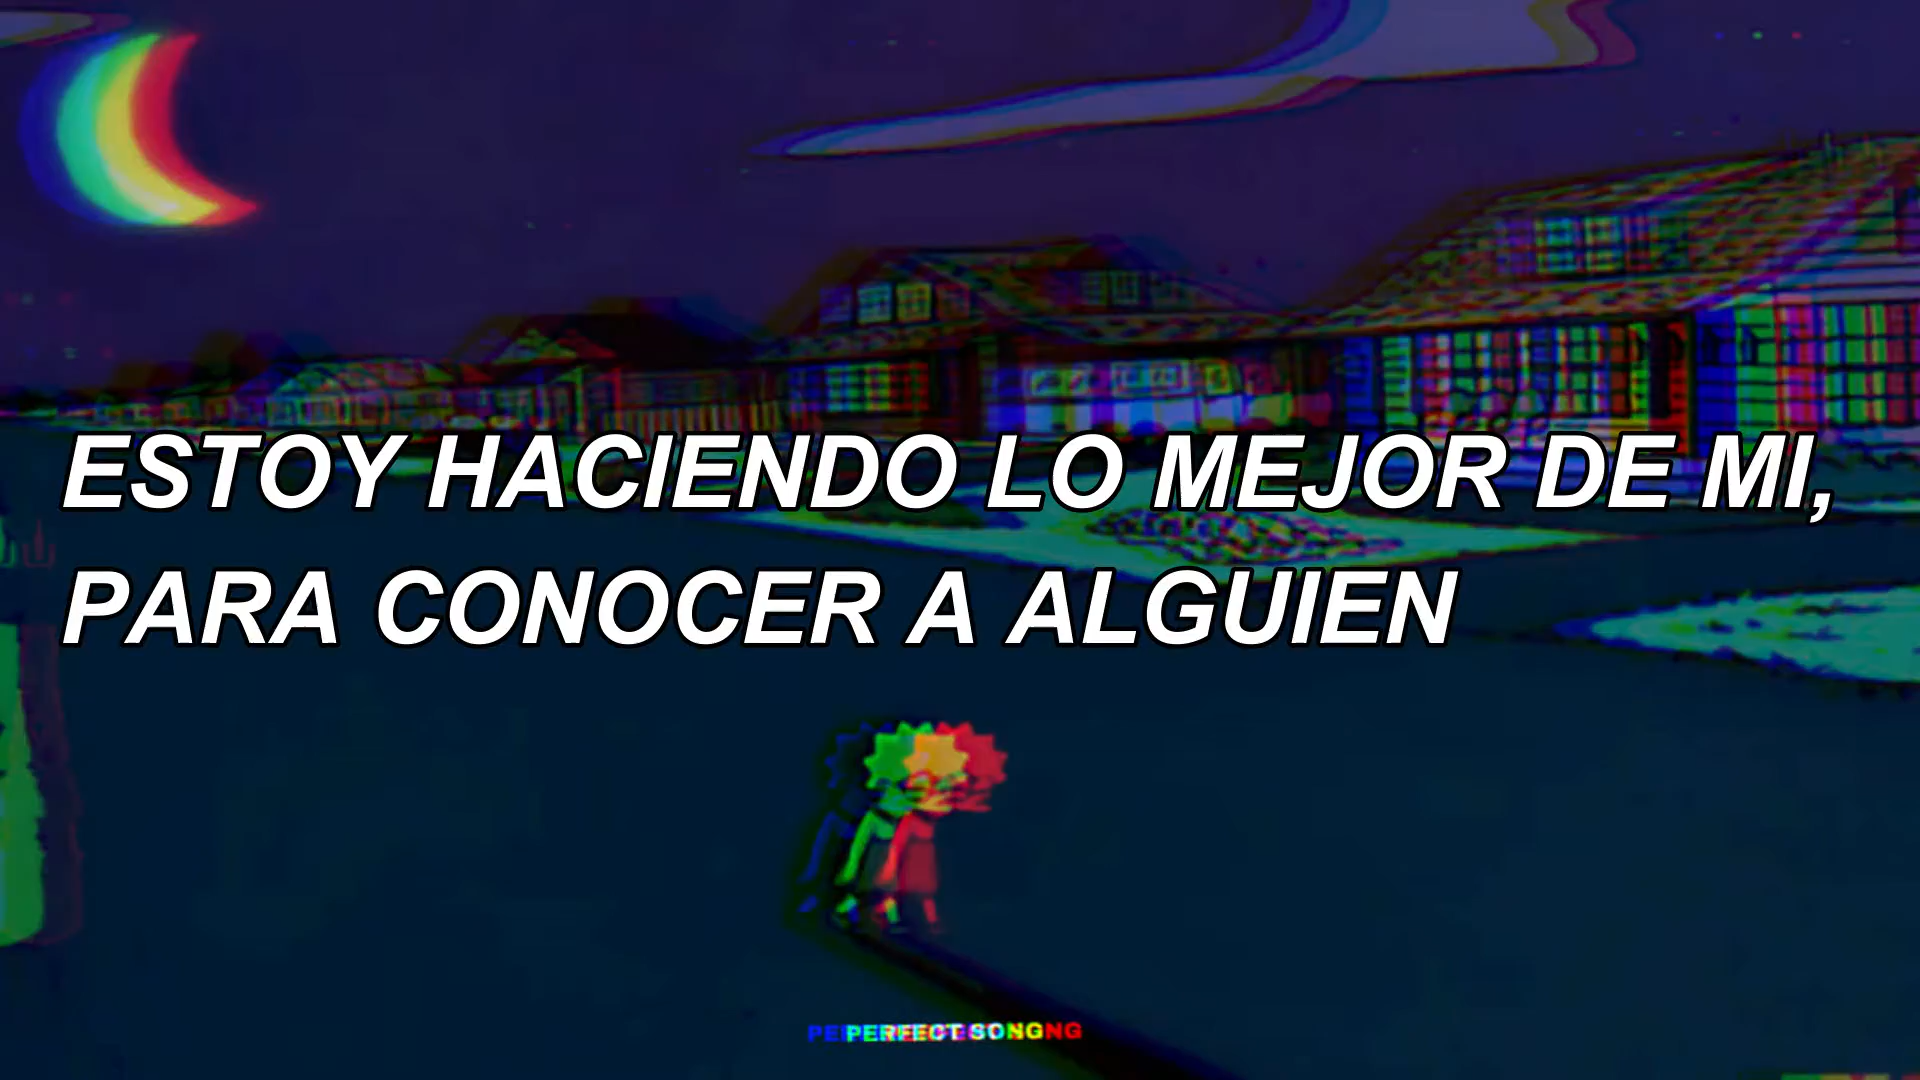 ESTOY HACIENDO LO MEJOR DE MI,
PARA CONOCER A ALGUIEN
PERFECT SONG